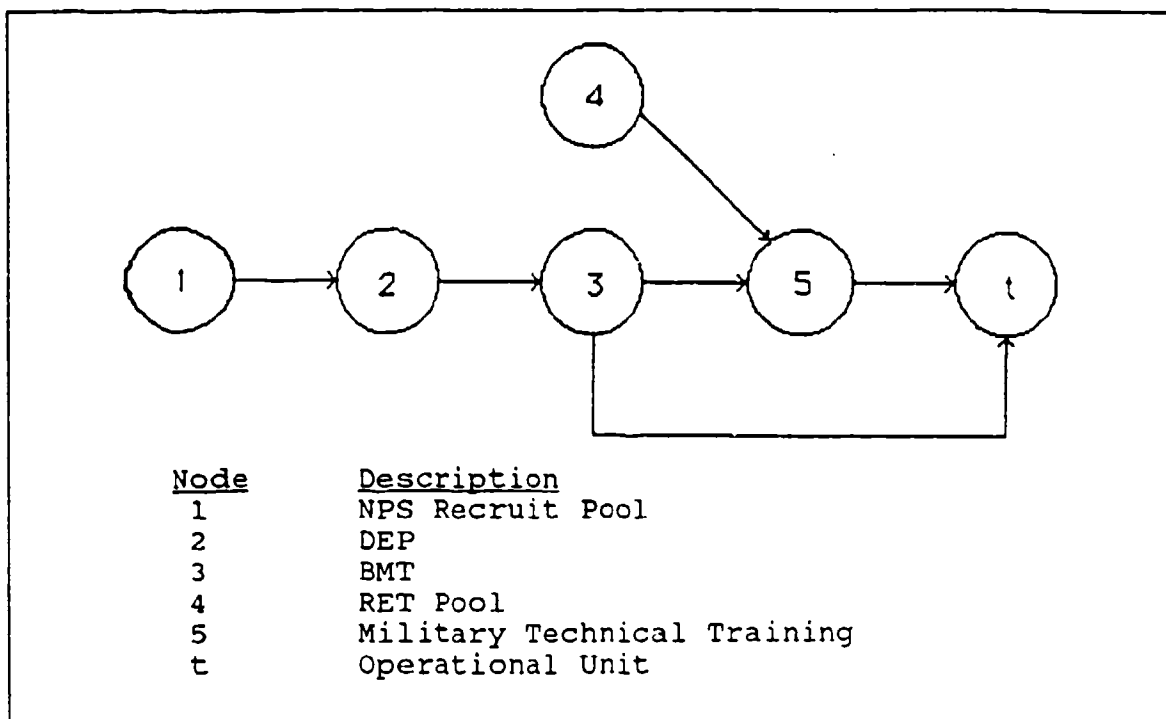 4
1 2 3 5 t
Node Description
1 NPS Recruit Pool
2 DEP
3 BMT
4 RET Pool
5 Military Technical Training
t Operational Unit